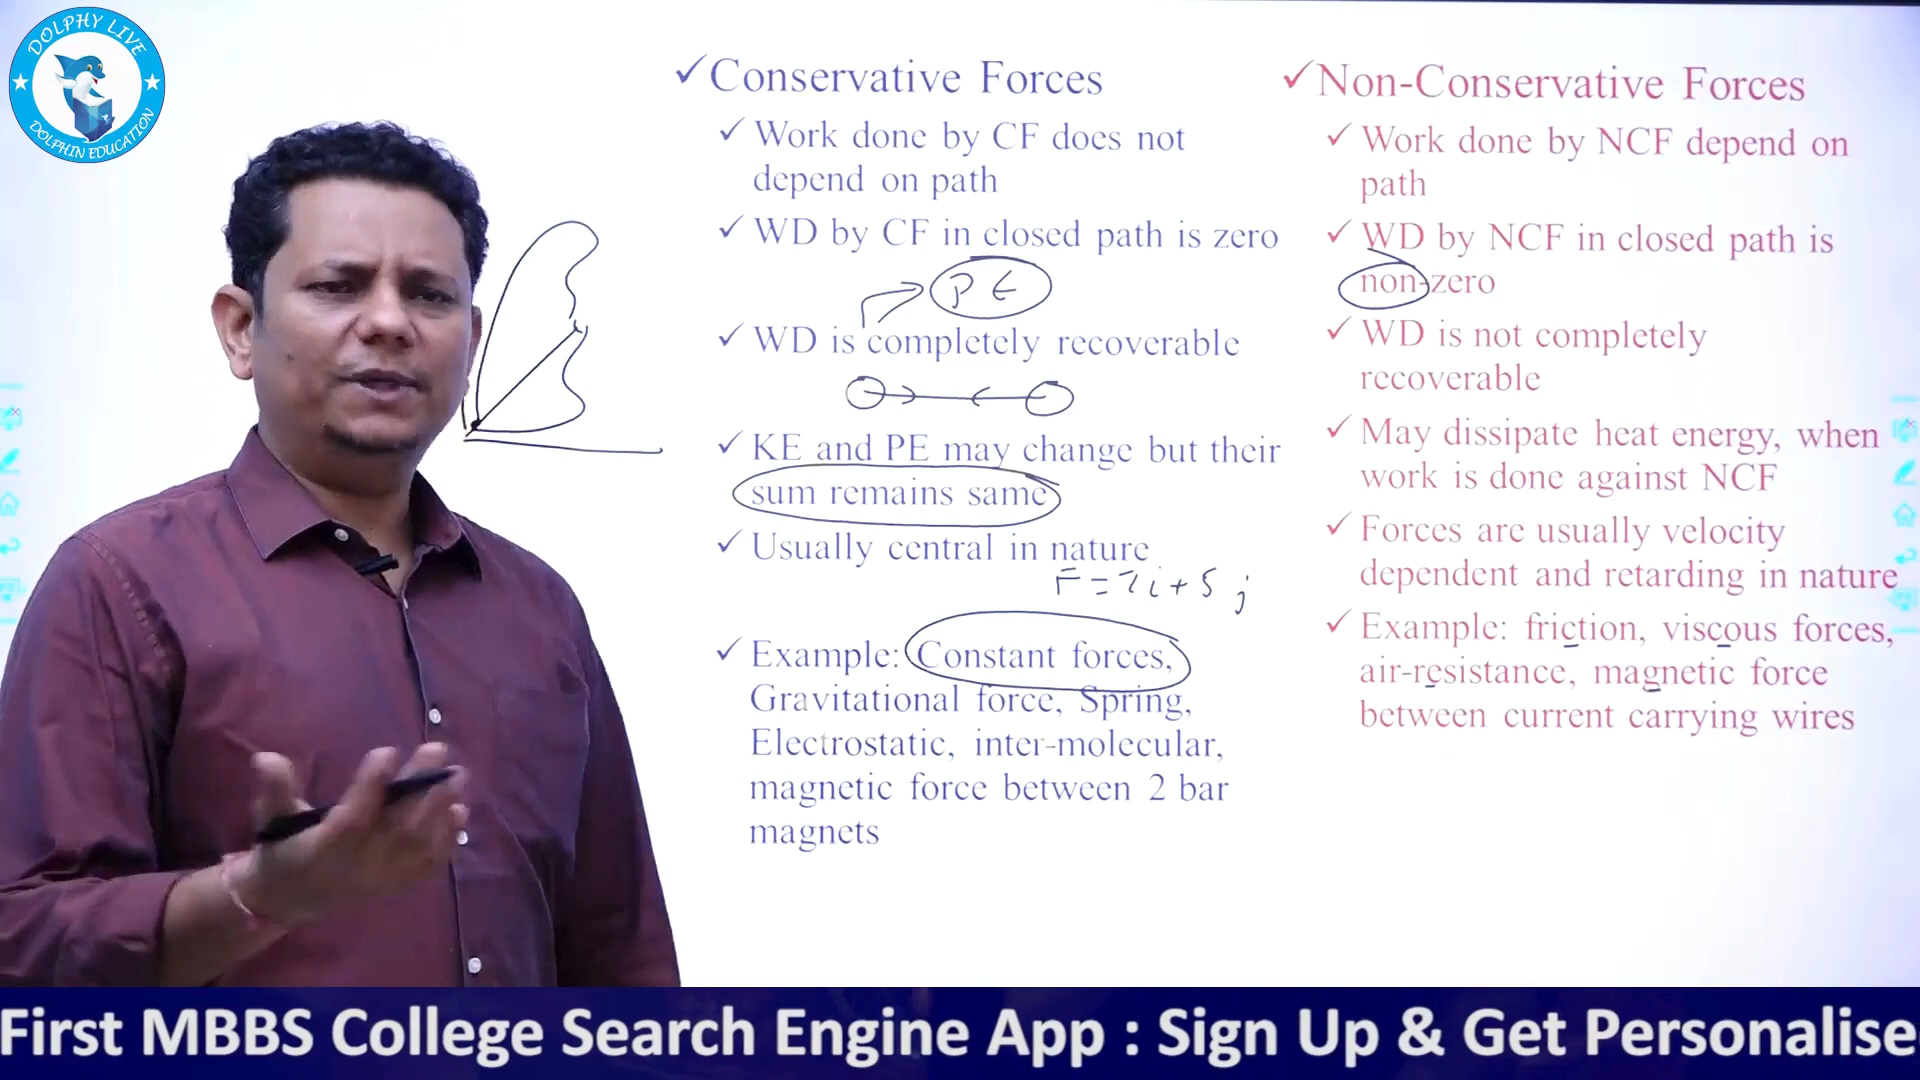 DOLPHY LIVE
DOLPHIN EDUCATION
✓Conservative Forces
✓ Work done by CF does not
depend on path
✓ WD by CF in closed path is zero
P E
✓ WD is completely recoverable
✓ KE and PE may change but their
sum remains same
✓ Usually central in nature
F = 2i + 5j
✓ Example: Constant forces,
Gravitational force, Spring,
Electrostatic, inter-molecular,
magnetic force between 2 bar
magnets
✓Non-Conservative Forces
✓ Work done by NCF depend on
path
✓ WD by NCF in closed path is
non-zero
✓ WD is not completely
recoverable
✓ May dissipate heat energy, when
work is done against NCF
✓ Forces are usually velocity
dependent and retarding in nature
✓ Example: friction, viscous forces,
air-resistance, magnetic force
between current carrying wires
First MBBS College Search Engine App : Sign Up & Get Personalise